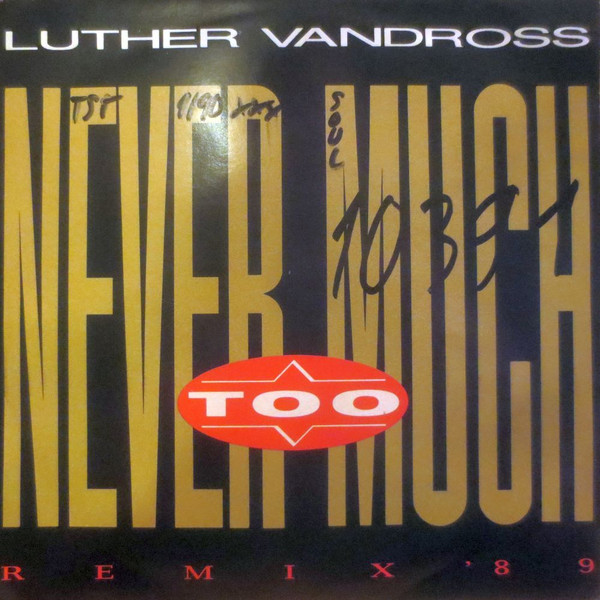 LUTHER VANDROSS
NEVER MUCH
SOUL
TOO
REMIX '89